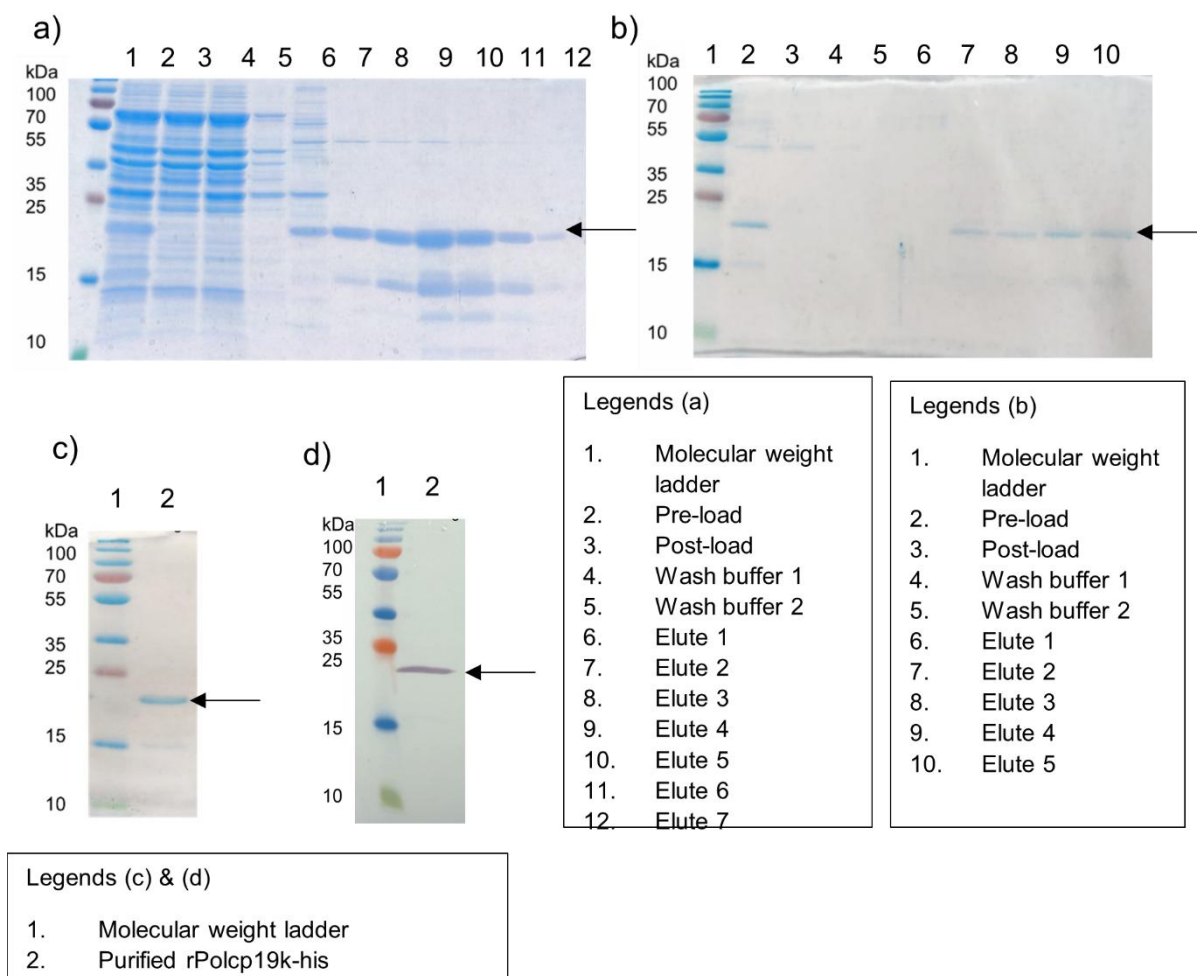 a)
1 2 3 4 5 6 7 8 9 10 11 12
kDa
100
70
55
35
25
15
10
b)
1 2 3 4 5 6 7 8 9 10
kDa
100
70
55
35
25
15
10
c)
1 2
kDa
100
70
55
35
25
15
10
d)
1 2
kDa
100
70
55
35
25
15
10
Legends (a)
1. Molecular weight
ladder
2. Pre-load
3. Post-load
4. Wash buffer 1
5. Wash buffer 2
6. Elute 1
7. Elute 2
8. Elute 3
9. Elute 4
10. Elute 5
11. Elute 6
12. Elute 7
Legends (b)
1. Molecular weight
ladder
2. Pre-load
3. Post-load
4. Wash buffer 1
5. Wash buffer 2
6. Elute 1
7. Elute 2
8. Elute 3
9. Elute 4
10. Elute 5
Legends (c) & (d)
1. Molecular weight ladder
2. Purified rPolcp19k-his